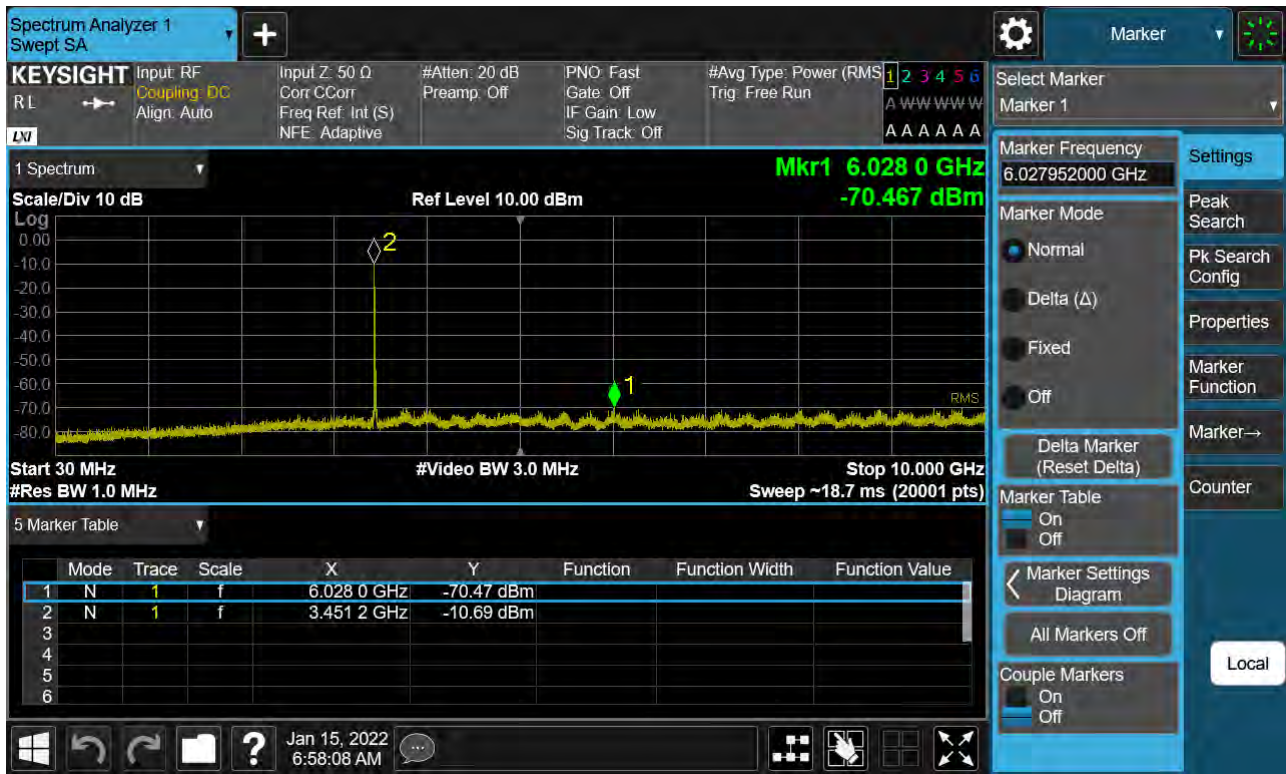 Spectrum Analyzer 1
Swept SA
+
Marker
KEYSIGHT
RL
LXI
Input: RF
Coupling: DC
Align: Auto
Input Z: 50 Ω
Corr CCorr
Freq Ref: Int (S)
NFE: Adaptive
#Atten: 20 dB
Preamp: Off
PNO: Fast
Gate: Off
IF Gain: Low
Sig Track: Off
#Avg Type: Power (RMS
Trig: Free Run
1 2 3 4 5 6
A W W W W W
A A A A A A
Select Marker
Marker 1
1 Spectrum
Mkr1 6.028 0 GHz
-70.467 dBm
Scale/Div 10 dB
Ref Level 10.00 dBm
Log
0.00
-10.0
-20.0
-30.0
-40.0
-50.0
-60.0
-70.0
-80.0
2
1
RMS
Start 30 MHz
#Video BW 3.0 MHz
Stop 10.000 GHz
#Res BW 1.0 MHz
Sweep ~18.7 ms (20001 pts)
5 Marker Table
Mode Trace Scale X Y Function Function Width Function Value
1 N 1 f 6.028 0 GHz -70.47 dBm
2 N 1 f 3.451 2 GHz -10.69 dBm
3
4
5
6
Marker Frequency
6.027952000 GHz
Marker Mode
Normal
Delta (Δ)
Fixed
Off
Delta Marker
(Reset Delta)
Marker Table
On
Off
Marker Settings
Diagram
All Markers Off
Couple Markers
On
Off
Settings
Peak
Search
Pk Search
Config
Properties
Marker
Function
Marker→
Counter
Local
?
Jan 15, 2022
6:58:08 AM